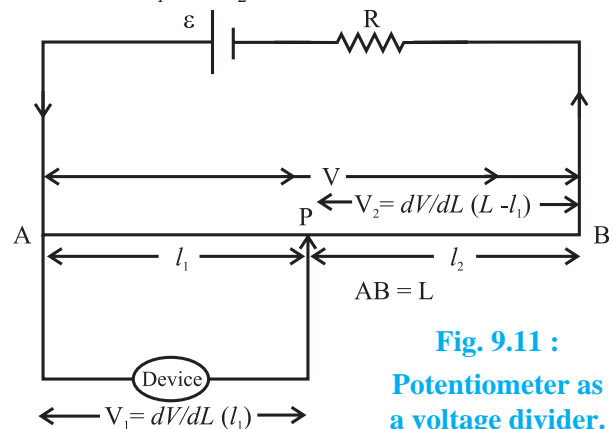 ε
R
V
V₂= dV/dL (L -l₁)
P
A
B
l₁
l₂
AB = L
Device
V₁= dV/dL (l₁)
Fig. 9.11 :
Potentiometer as
a voltage divider.